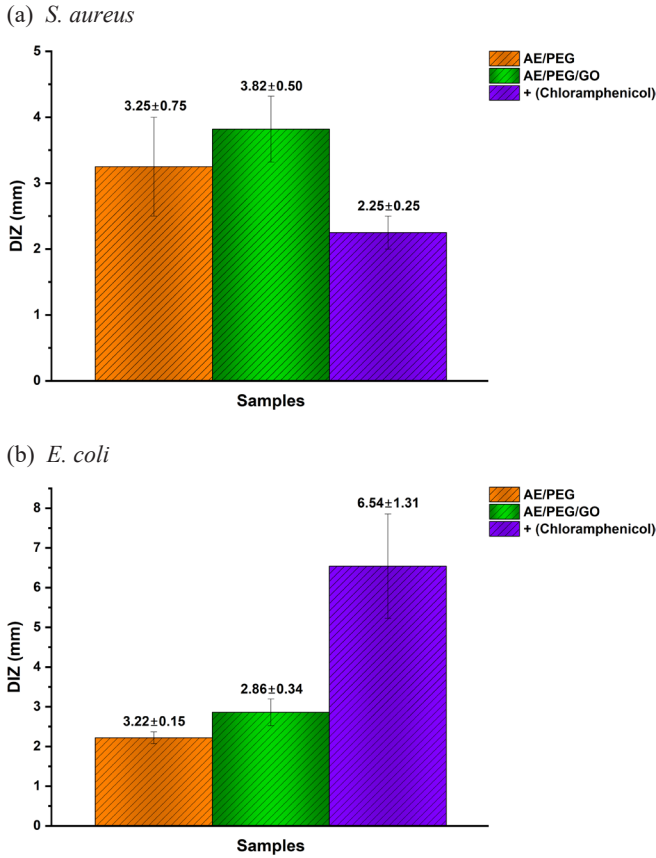 (a) S. aureus
5
4
3
2
1
0
DIZ (mm)
3.25±0.75
3.82±0.50
2.25±0.25
Samples
AE/PEG
AE/PEG/GO
+ (Chloramphenicol)
(b) E. coli
8
7
6
5
4
3
2
1
0
DIZ (mm)
3.22±0.15
2.86±0.34
6.54±1.31
Samples
AE/PEG
AE/PEG/GO
+ (Chloramphenicol)